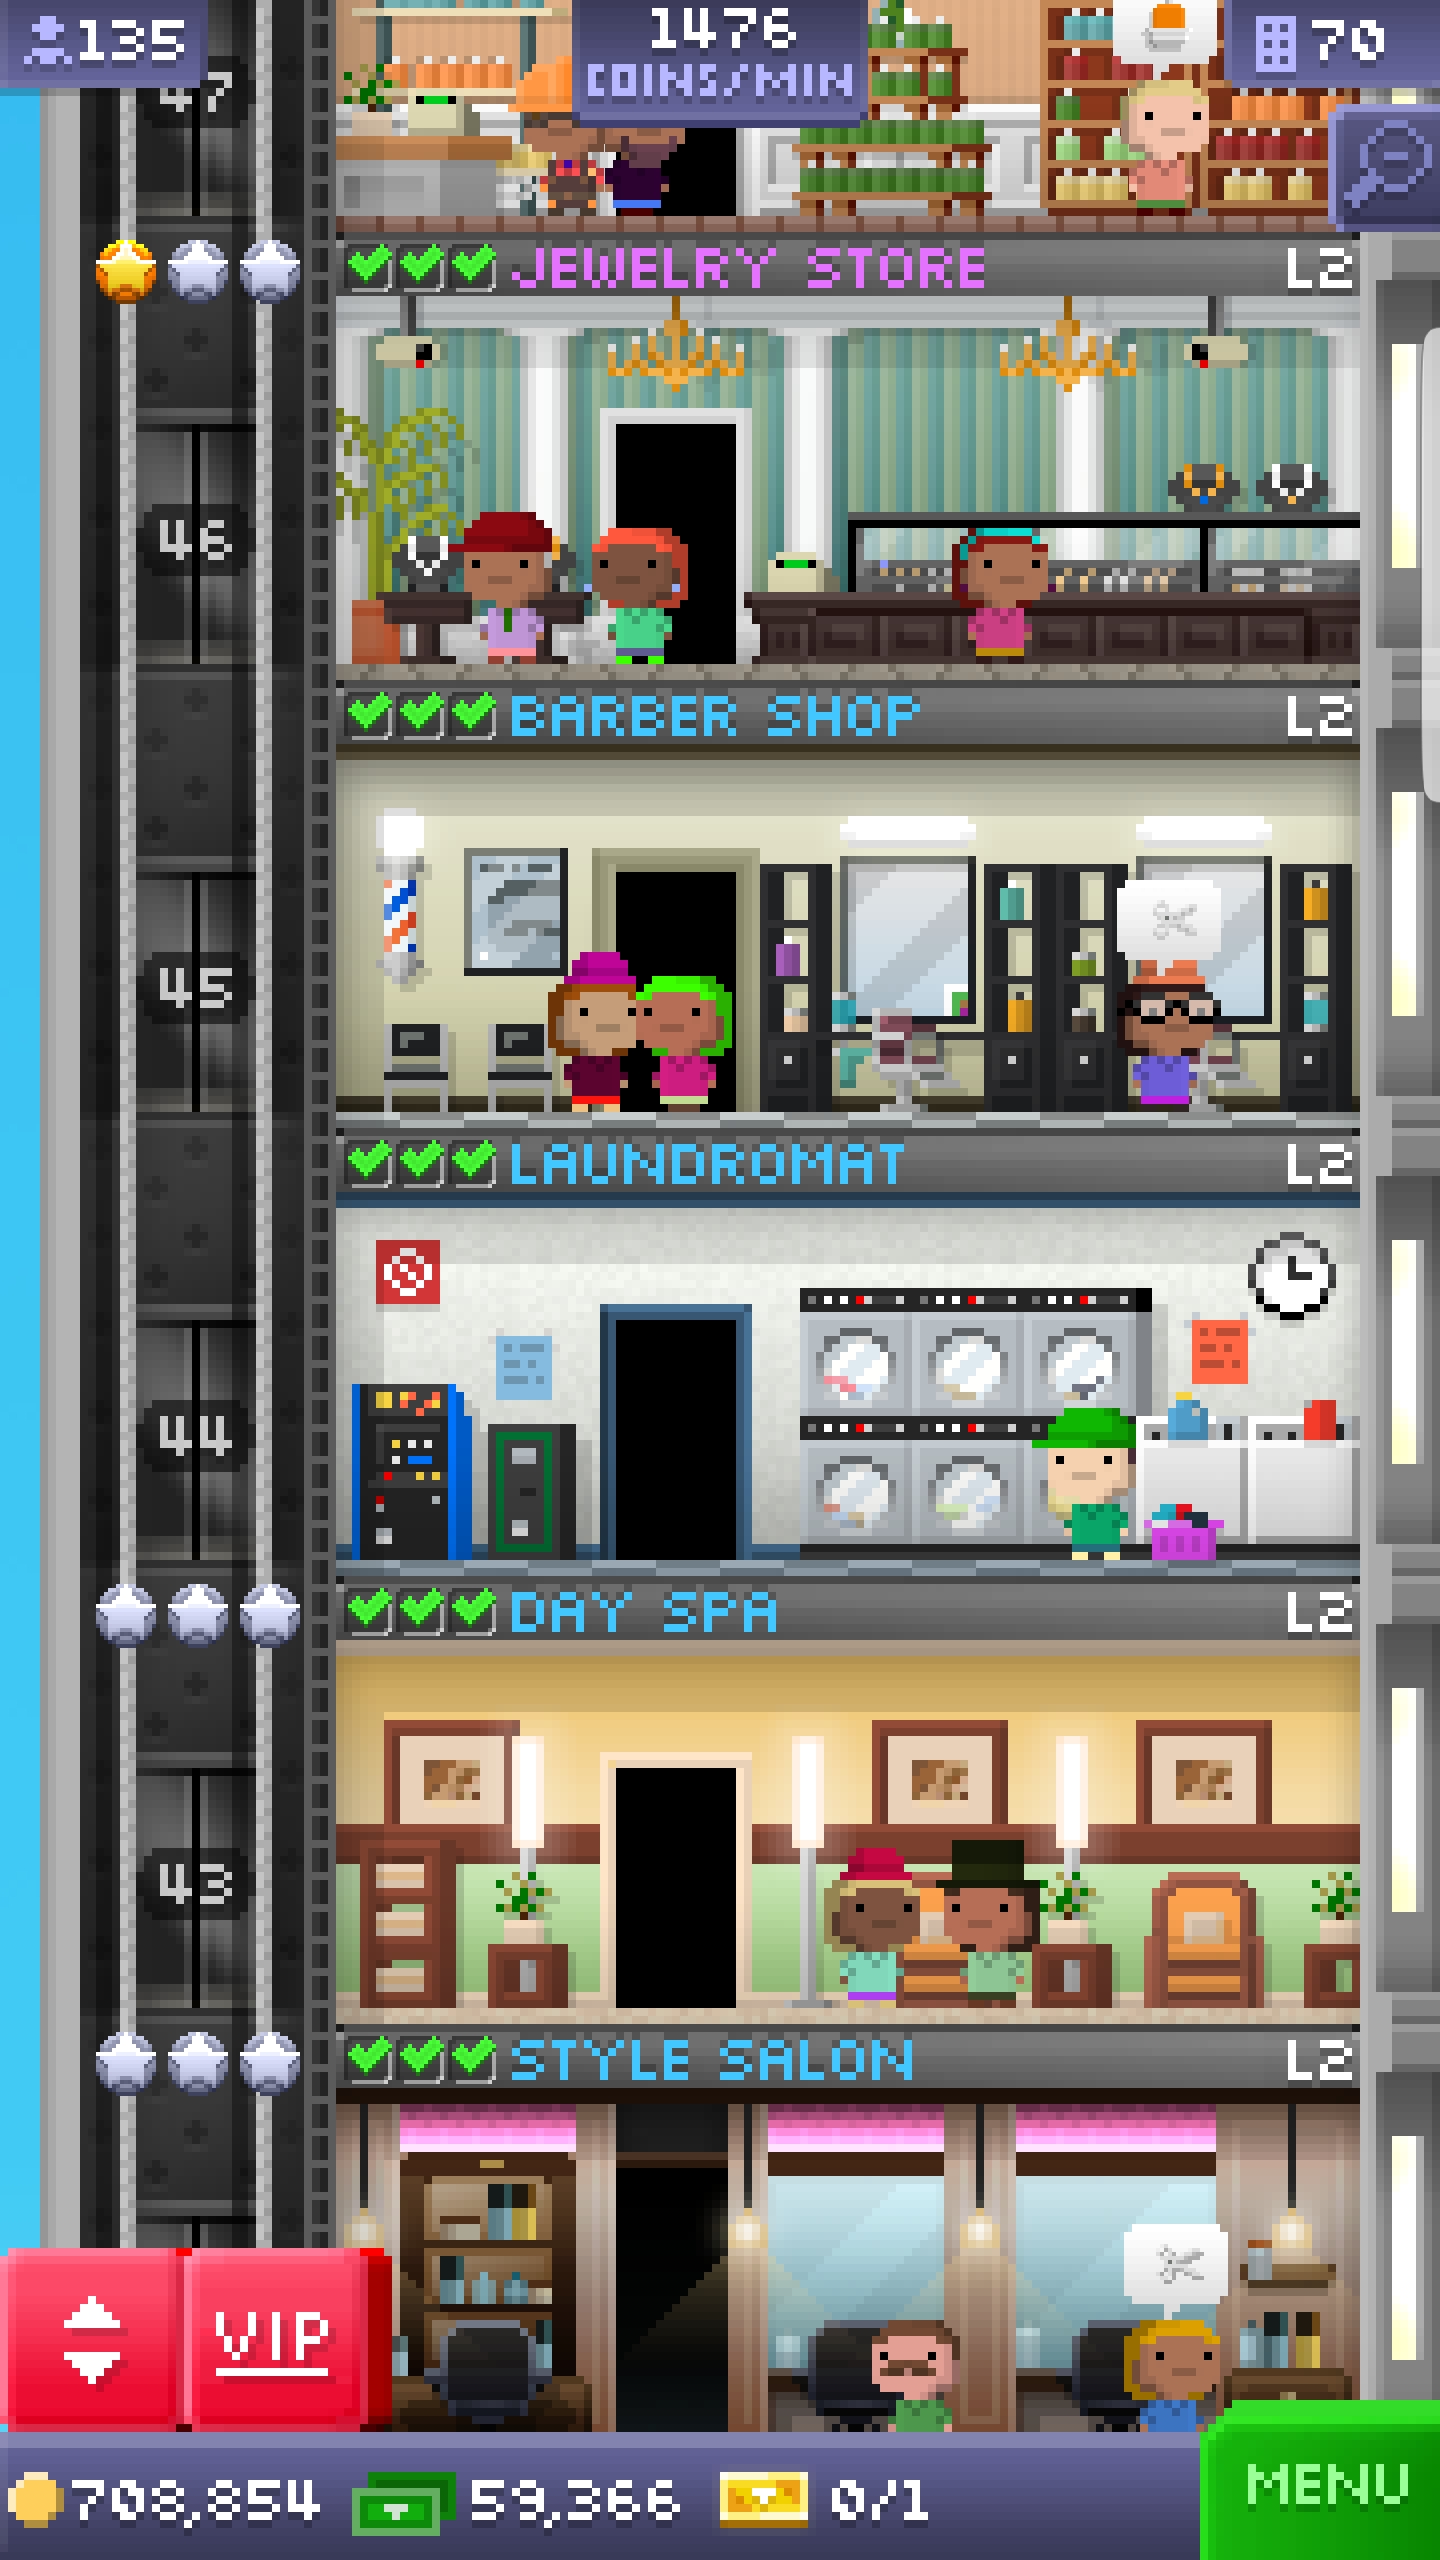 135
1476
COINS/MIN
70
47
JEWELRY STORE L2
46
BARBER SHOP L2
45
LAUNDROMAT L2
44
DAY SPA L2
43
STYLE SALON L2
VIP
708,854 59,366 0/1
MENU